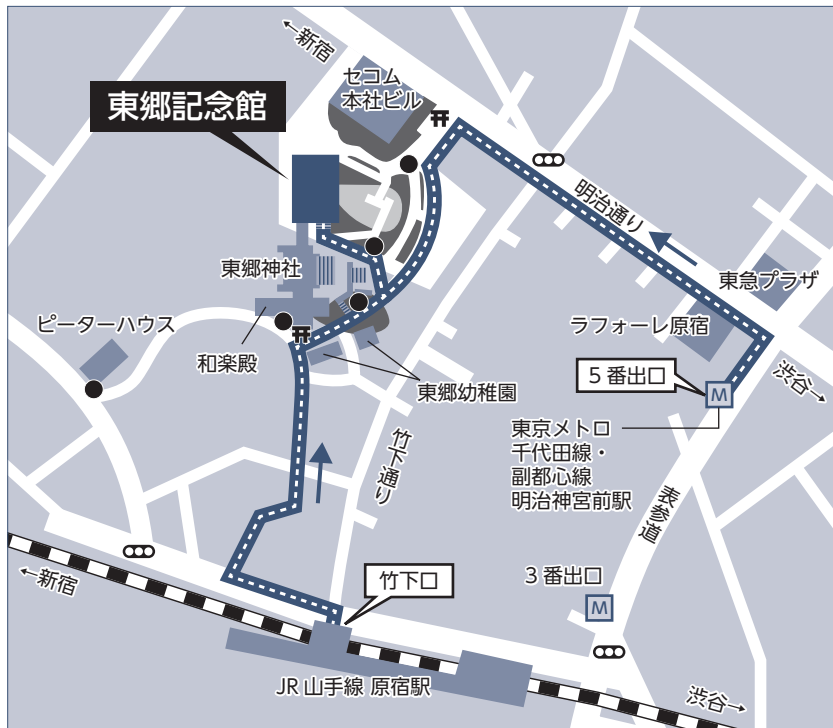 ←新宿
セコム
本社ビル
東郷記念館
明治通り
東郷神社
東急プラザ
ピーターハウス
ラフォーレ原宿
和楽殿
5番出口
渋谷→
東郷幼稚園
M
東京メトロ
千代田線・
副都心線
明治神宮前駅
竹下通り
表参道
←新宿
竹下口
3番出口
M
JR山手線 原宿駅
渋谷→